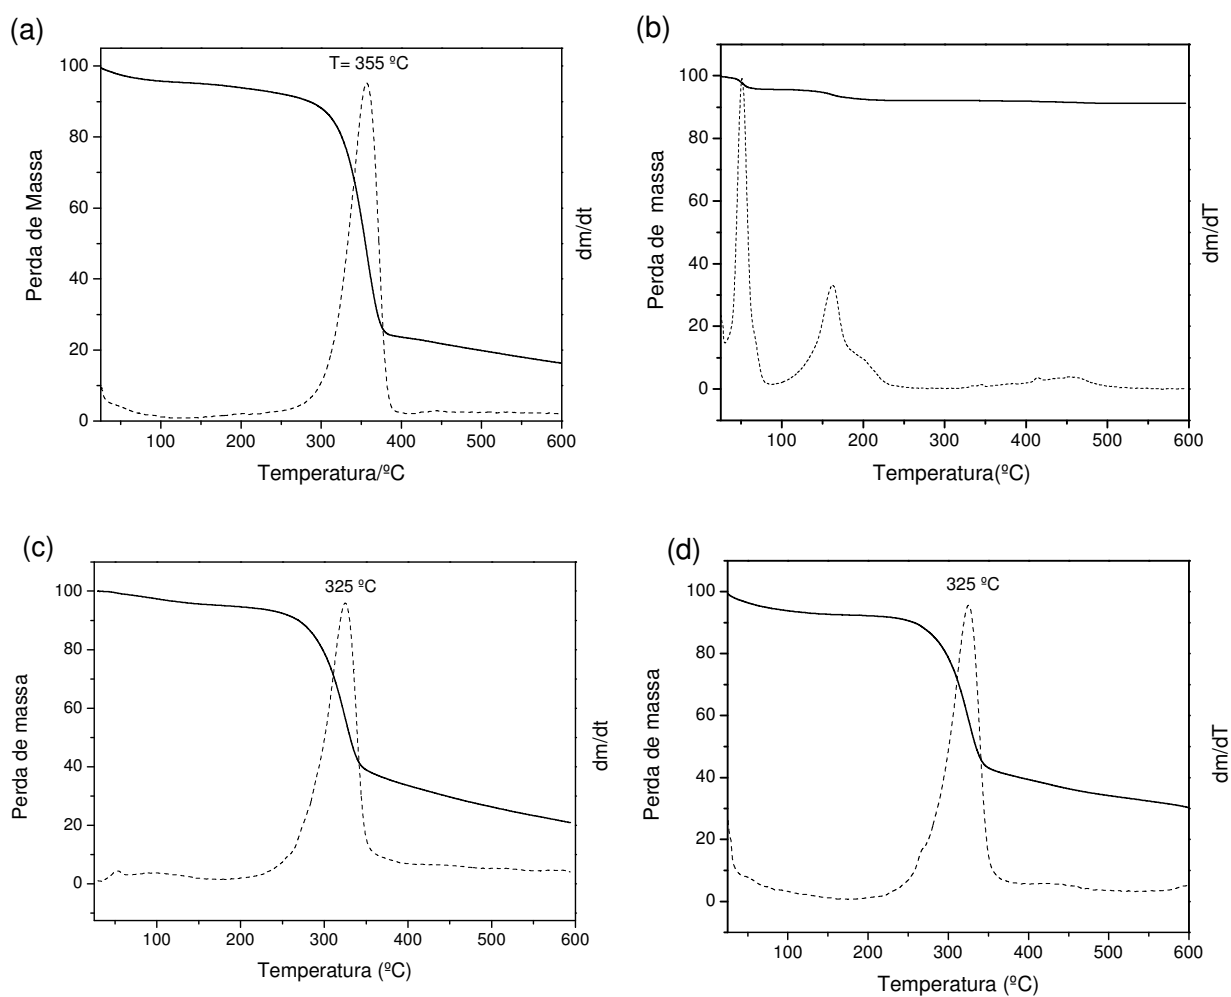 (a)
T= 355 ºC
100
80
60
40
20
0
Perda de Massa
dm/dt
100 200 300 400 500 600
Temperatura/ºC
(b)
100
80
60
40
20
0
Perda de massa
dm/dT
100 200 300 400 500 600
Temperatura(ºC)
(c)
325 ºC
100
80
60
40
20
0
Perda de massa
dm/dt
100 200 300 400 500 600
Temperatura (ºC)
(d)
325 ºC
100
80
60
40
20
0
Perda de massa
dm/dT
100 200 300 400 500 600
Temperatura (ºC)